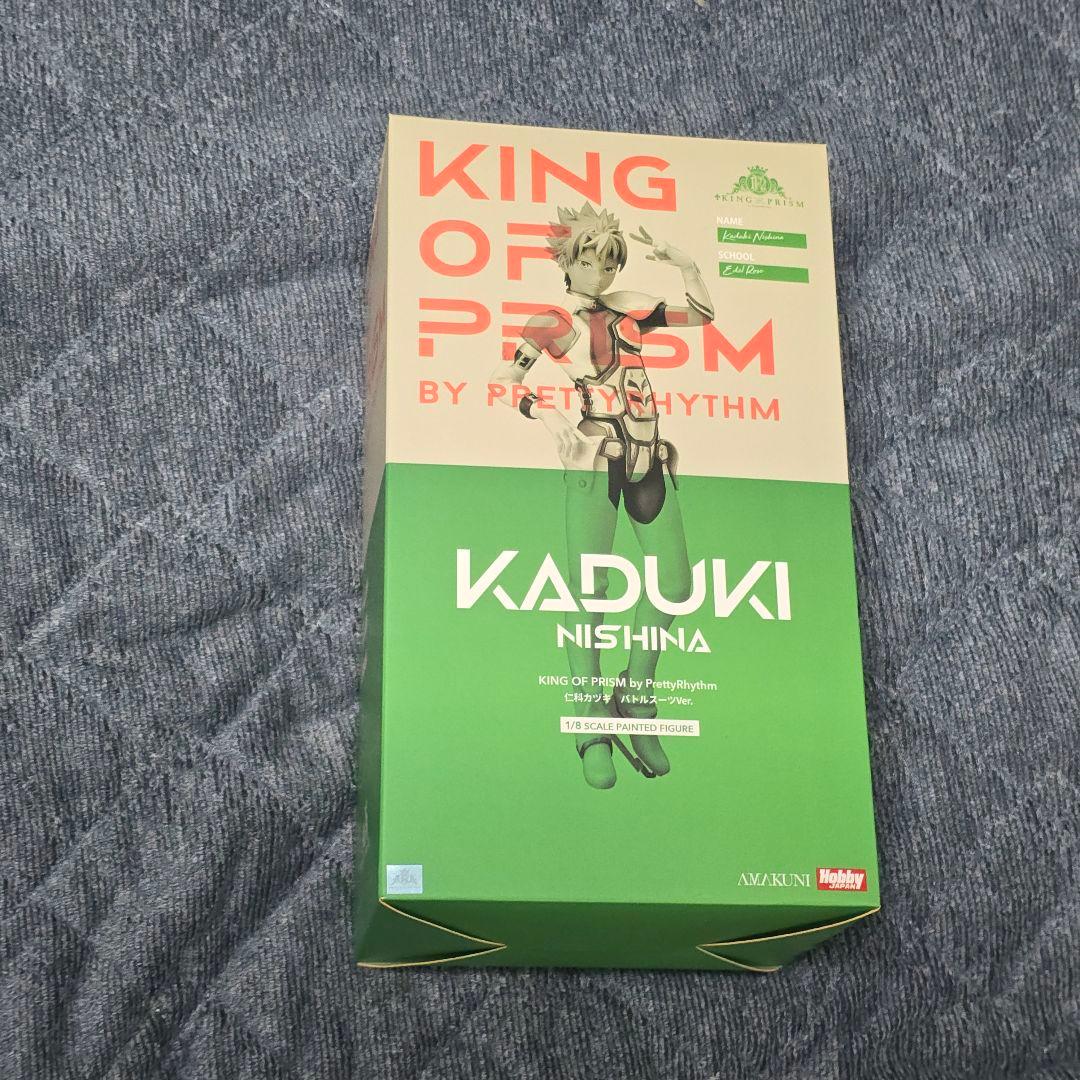 KING
OF
PRISM
BY PRETTYRHYTHM
KING OF PRISM
NAME
Kaduki Nishina
SCHOOL
Edel Rose
KADUKI
NISHINA
KING OF PRISM by PrettyRhythm
仁科カヅキ バトルスーツVer.
1/8 SCALE PAINTED FIGURE
AMAKUNI
Hobby
JAPAN